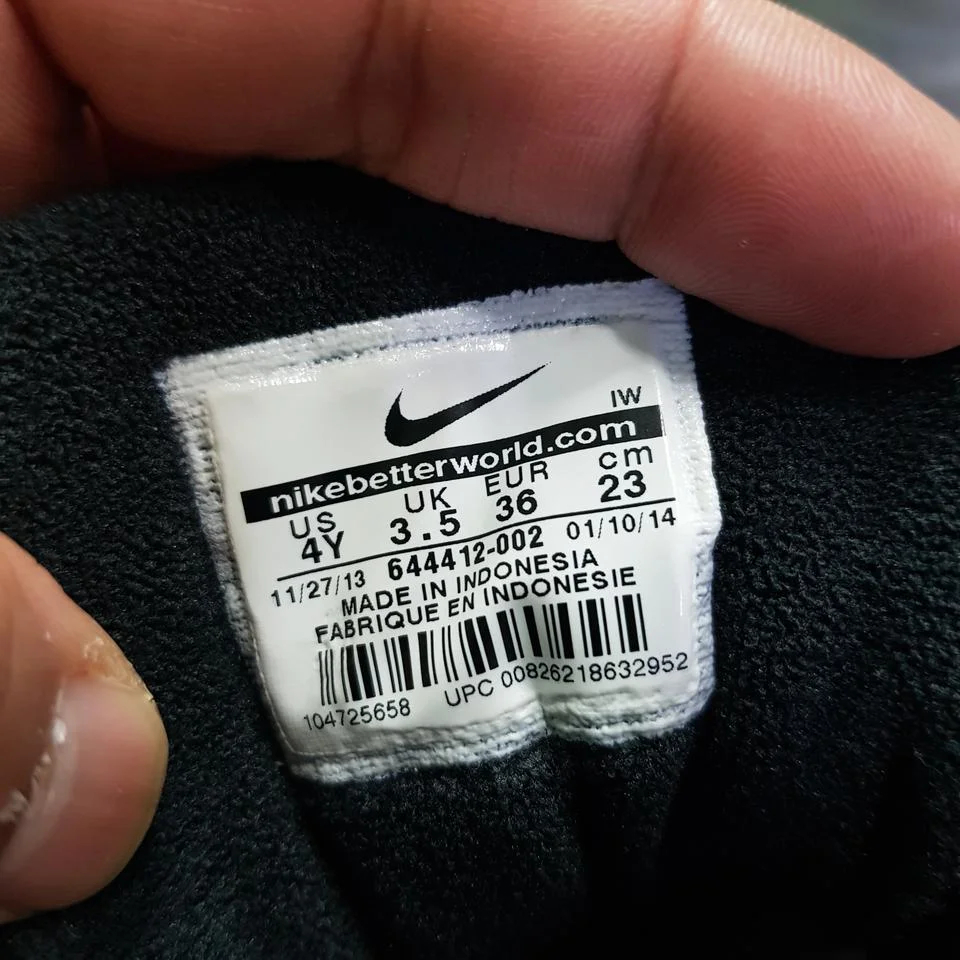 IW
nikebetterworld.com
US UK EUR cm
4Y 3.5 36 23
11/27/13 644412-002 01/10/14
MADE IN INDONESIA
FABRIQUE EN INDONESIE
104725658 UPC 00826218632952